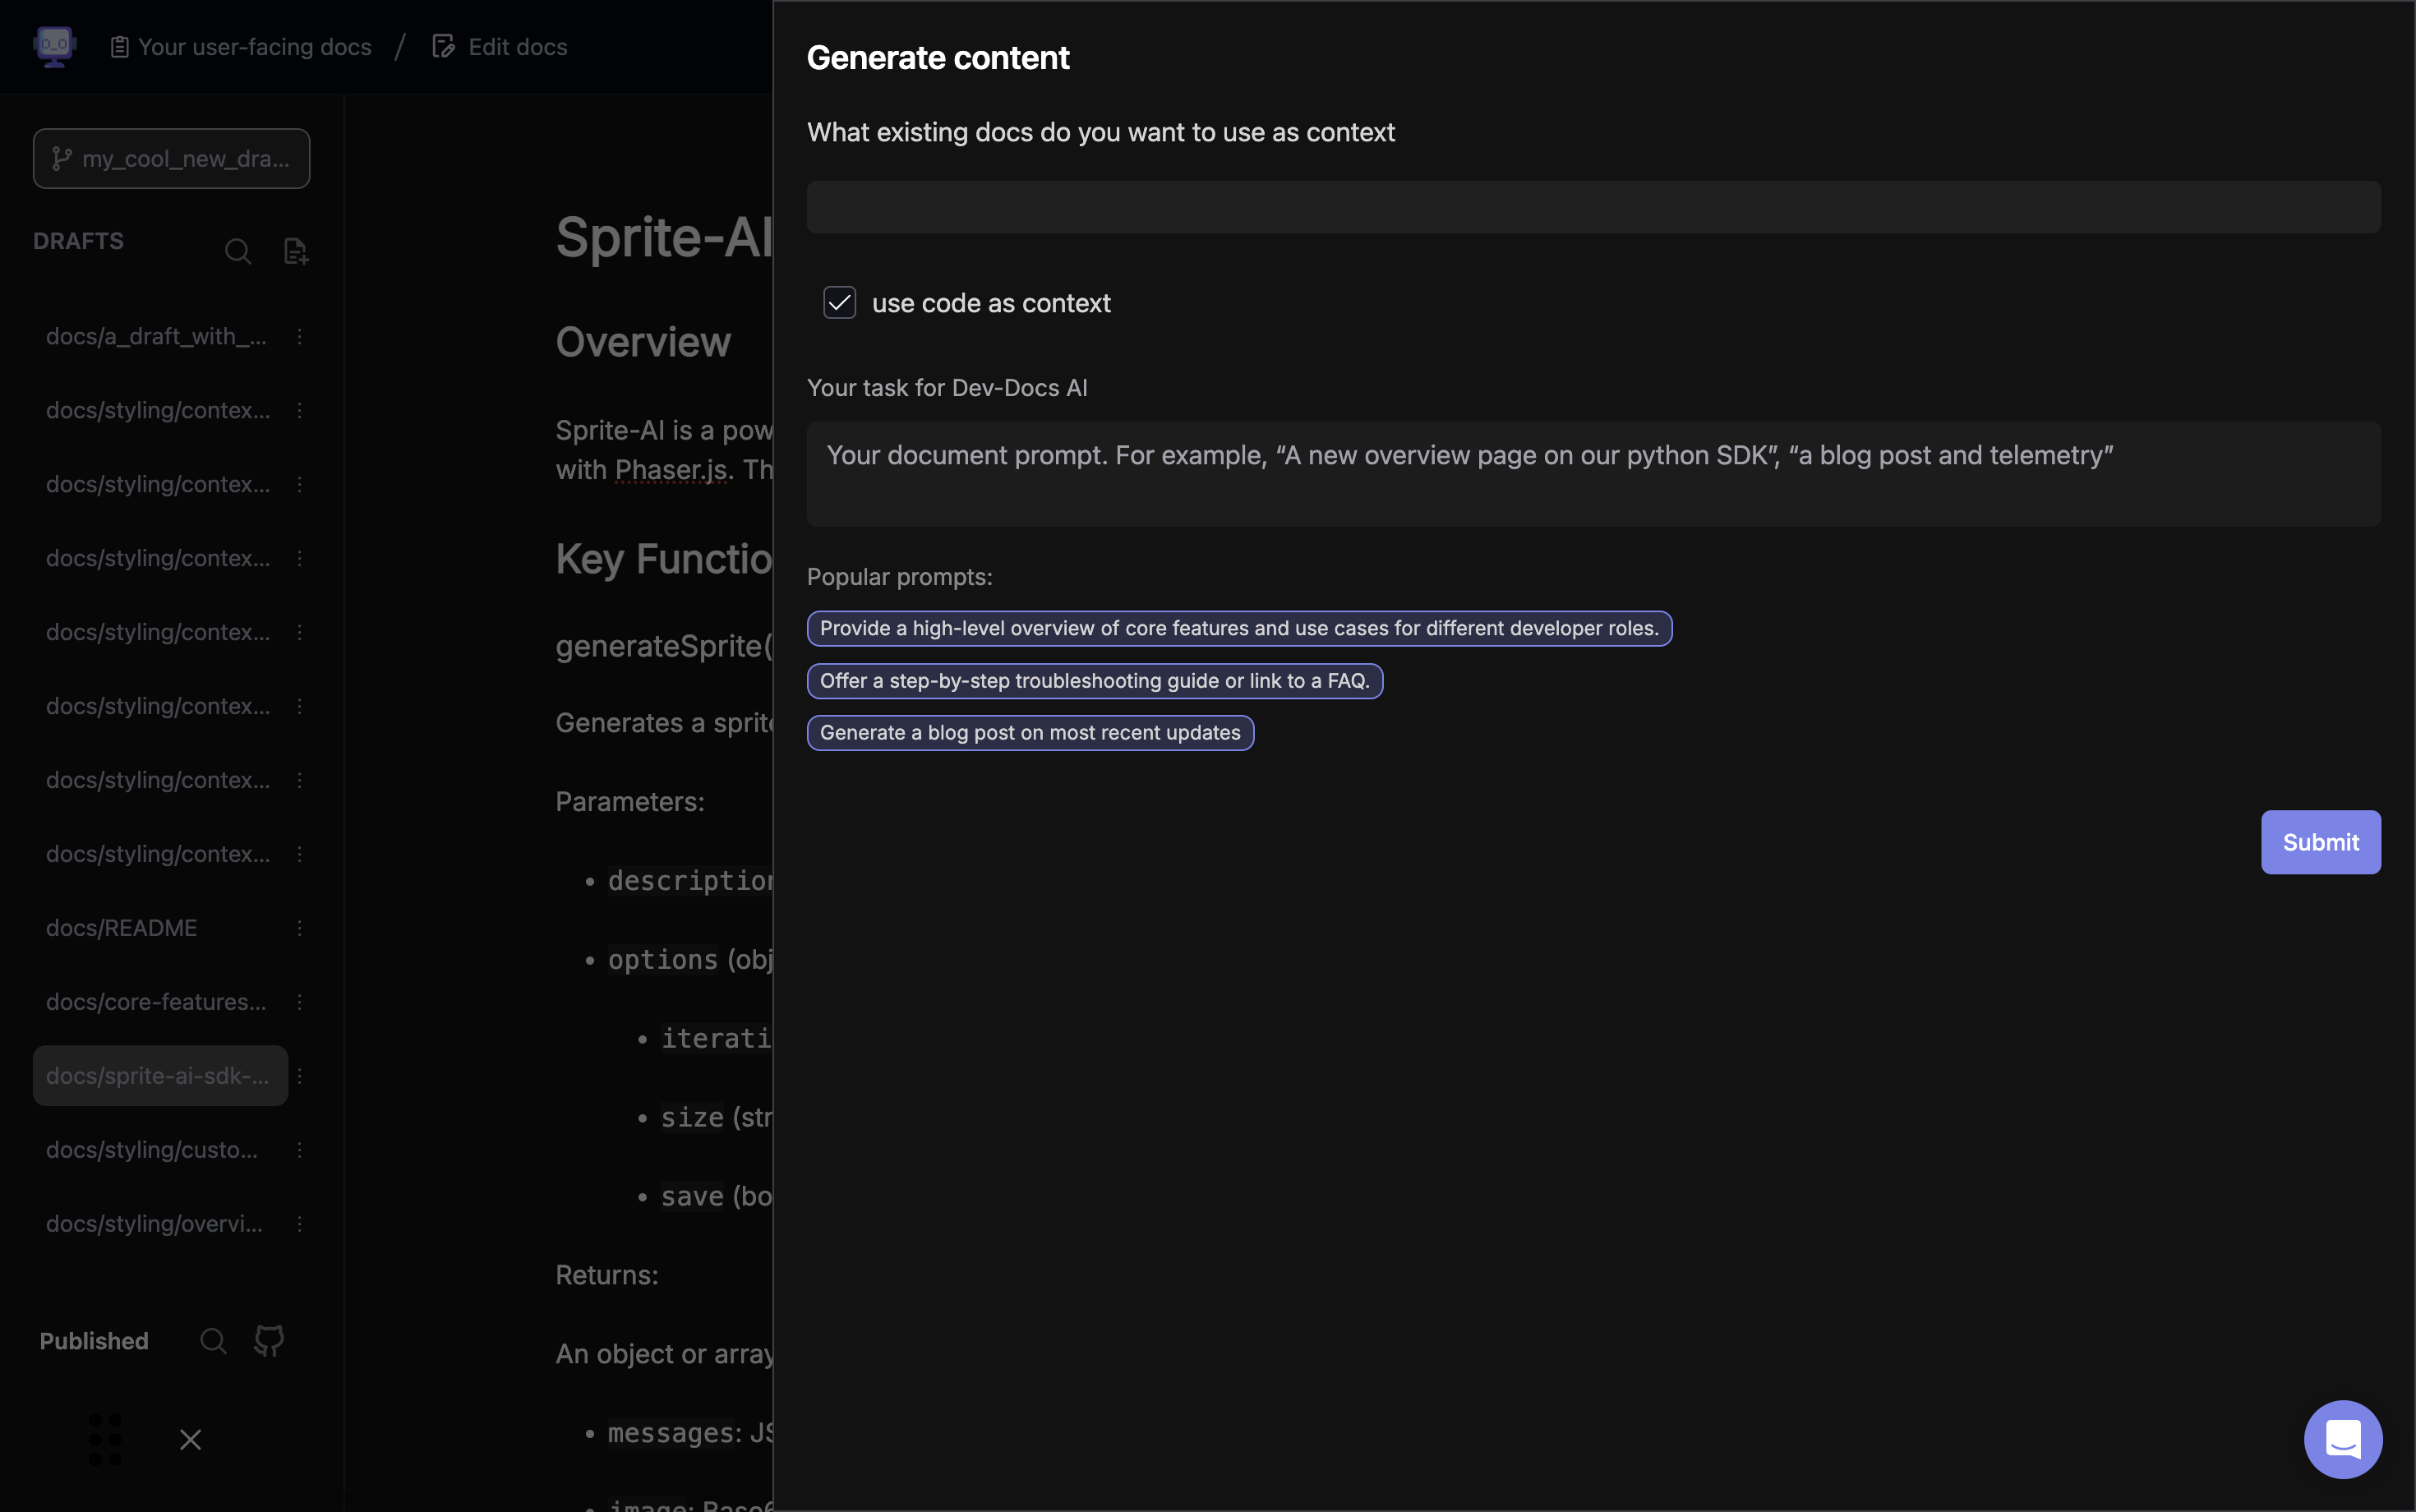 Your user-facing docs / Edit docs
my_cool_new_dra...
DRAFTS
docs/a_draft_with_...
docs/styling/contex...
docs/styling/contex...
docs/styling/contex...
docs/styling/contex...
docs/styling/contex...
docs/styling/contex...
docs/styling/contex...
docs/README
docs/core-features...
docs/sprite-ai-sdk-...
docs/styling/custo...
docs/styling/overvi...
Published
Sprite-AI
Overview
Sprite-AI is a pow
with Phaser.js. Th
Key Functio
generateSprite(
Generates a sprite
Parameters:
• description
• options (obj
• iterati
• size (str
• save (bo
Returns:
An object or array
• messages: JS
• image: Base6
Generate content
What existing docs do you want to use as context
use code as context
Your task for Dev-Docs AI
Your document prompt. For example, “A new overview page on our python SDK”, “a blog post and telemetry”
Popular prompts:
Provide a high-level overview of core features and use cases for different developer roles.
Offer a step-by-step troubleshooting guide or link to a FAQ.
Generate a blog post on most recent updates
Submit